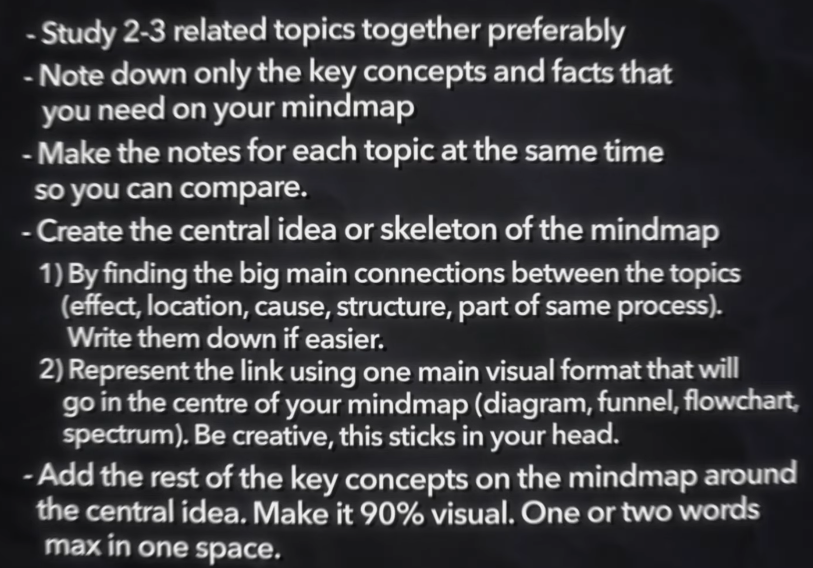 - Study 2-3 related topics together preferably
- Note down only the key concepts and facts that
you need on your mindmap
- Make the notes for each topic at the same time
so you can compare.
- Create the central idea or skeleton of the mindmap
1) By finding the big main connections between the topics
(effect, location, cause, structure, part of same process).
Write them down if easier.
2) Represent the link using one main visual format that will
go in the centre of your mindmap (diagram, funnel, flowchart,
spectrum). Be creative, this sticks in your head.
- Add the rest of the key concepts on the mindmap around
the central idea. Make it 90% visual. One or two words
max in one space.